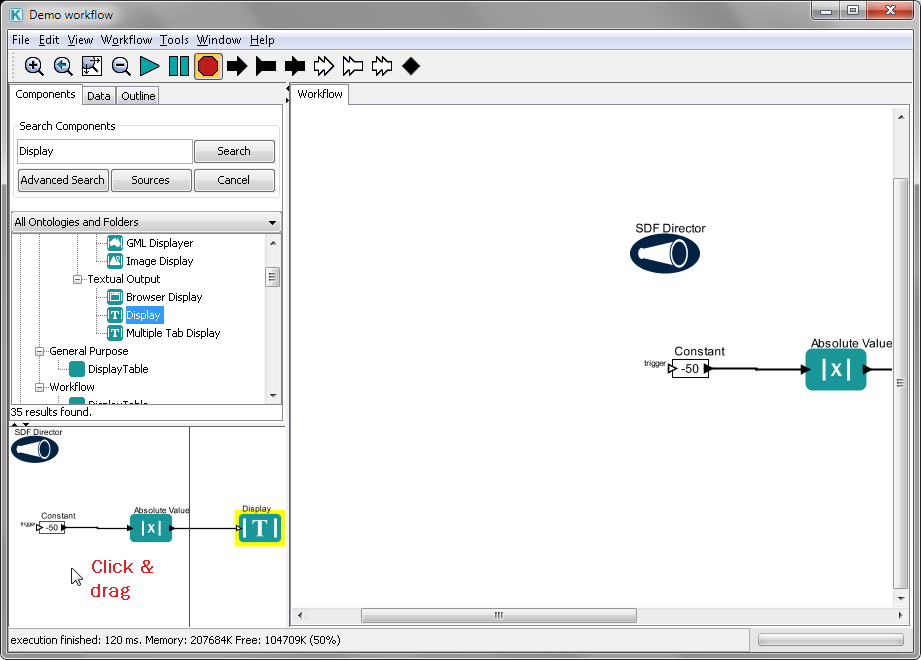 Demo workflow
File Edit View Workflow Tools Window Help
Components Data Outline
Workflow
Search Components
Display
Search
Advanced Search Sources Cancel
All Ontologies and Folders
GML Displayer
Image Display
Textual Output
Browser Display
T Display
T Multiple Tab Display
General Purpose
DisplayTable
Workflow
DisplayTable
35 results found.
SDF Director
Constant
trigger -50
Absolute Value
|x|
Display
|T|
Click &
drag
SDF Director
Constant
trigger -50
Absolute Value
|x|
execution finished: 120 ms. Memory: 207684K Free: 104709K (50%)